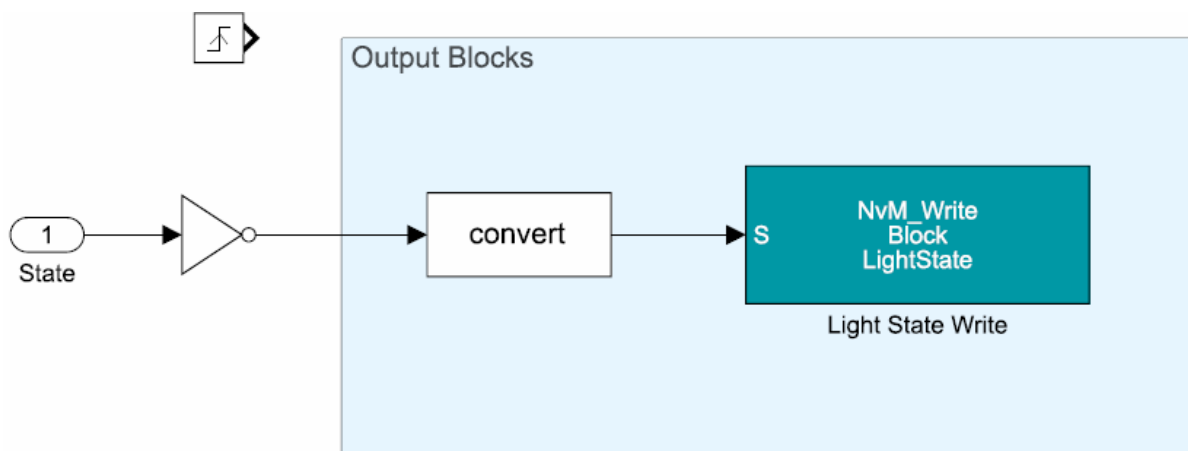 Output Blocks
1
State
convert
S
NvM_Write
Block
LightState
Light State Write